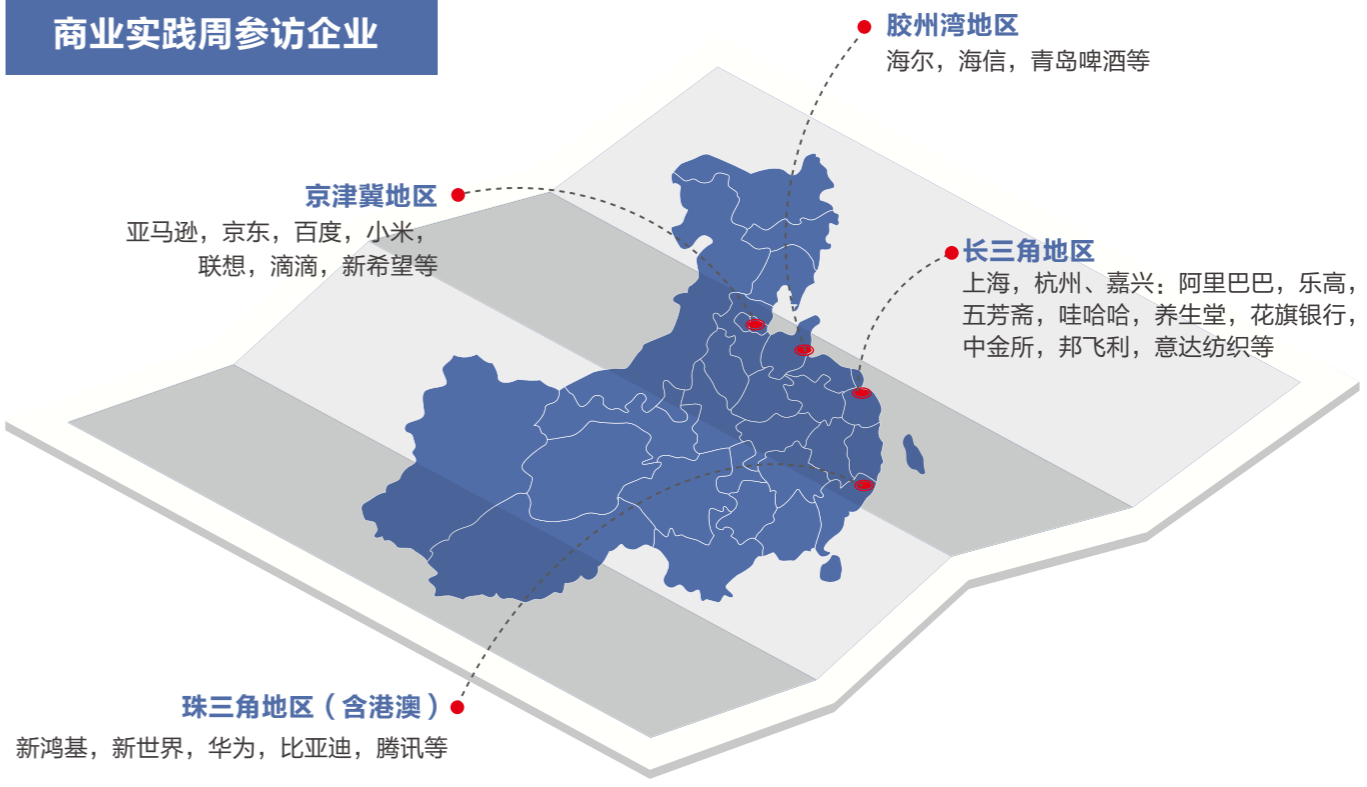 商业实践周参访企业
胶州湾地区
海尔，海信，青岛啤酒等
京津冀地区
亚马逊，京东，百度，小米，
联想，滴滴，新希望等
长三角地区
上海，杭州、嘉兴：阿里巴巴，乐高，
五芳斋，哇哈哈，养生堂，花旗银行，
中金所，邦飞利，意达纺织等
珠三角地区（含港澳）
新鸿基，新世界，华为，比亚迪，腾讯等